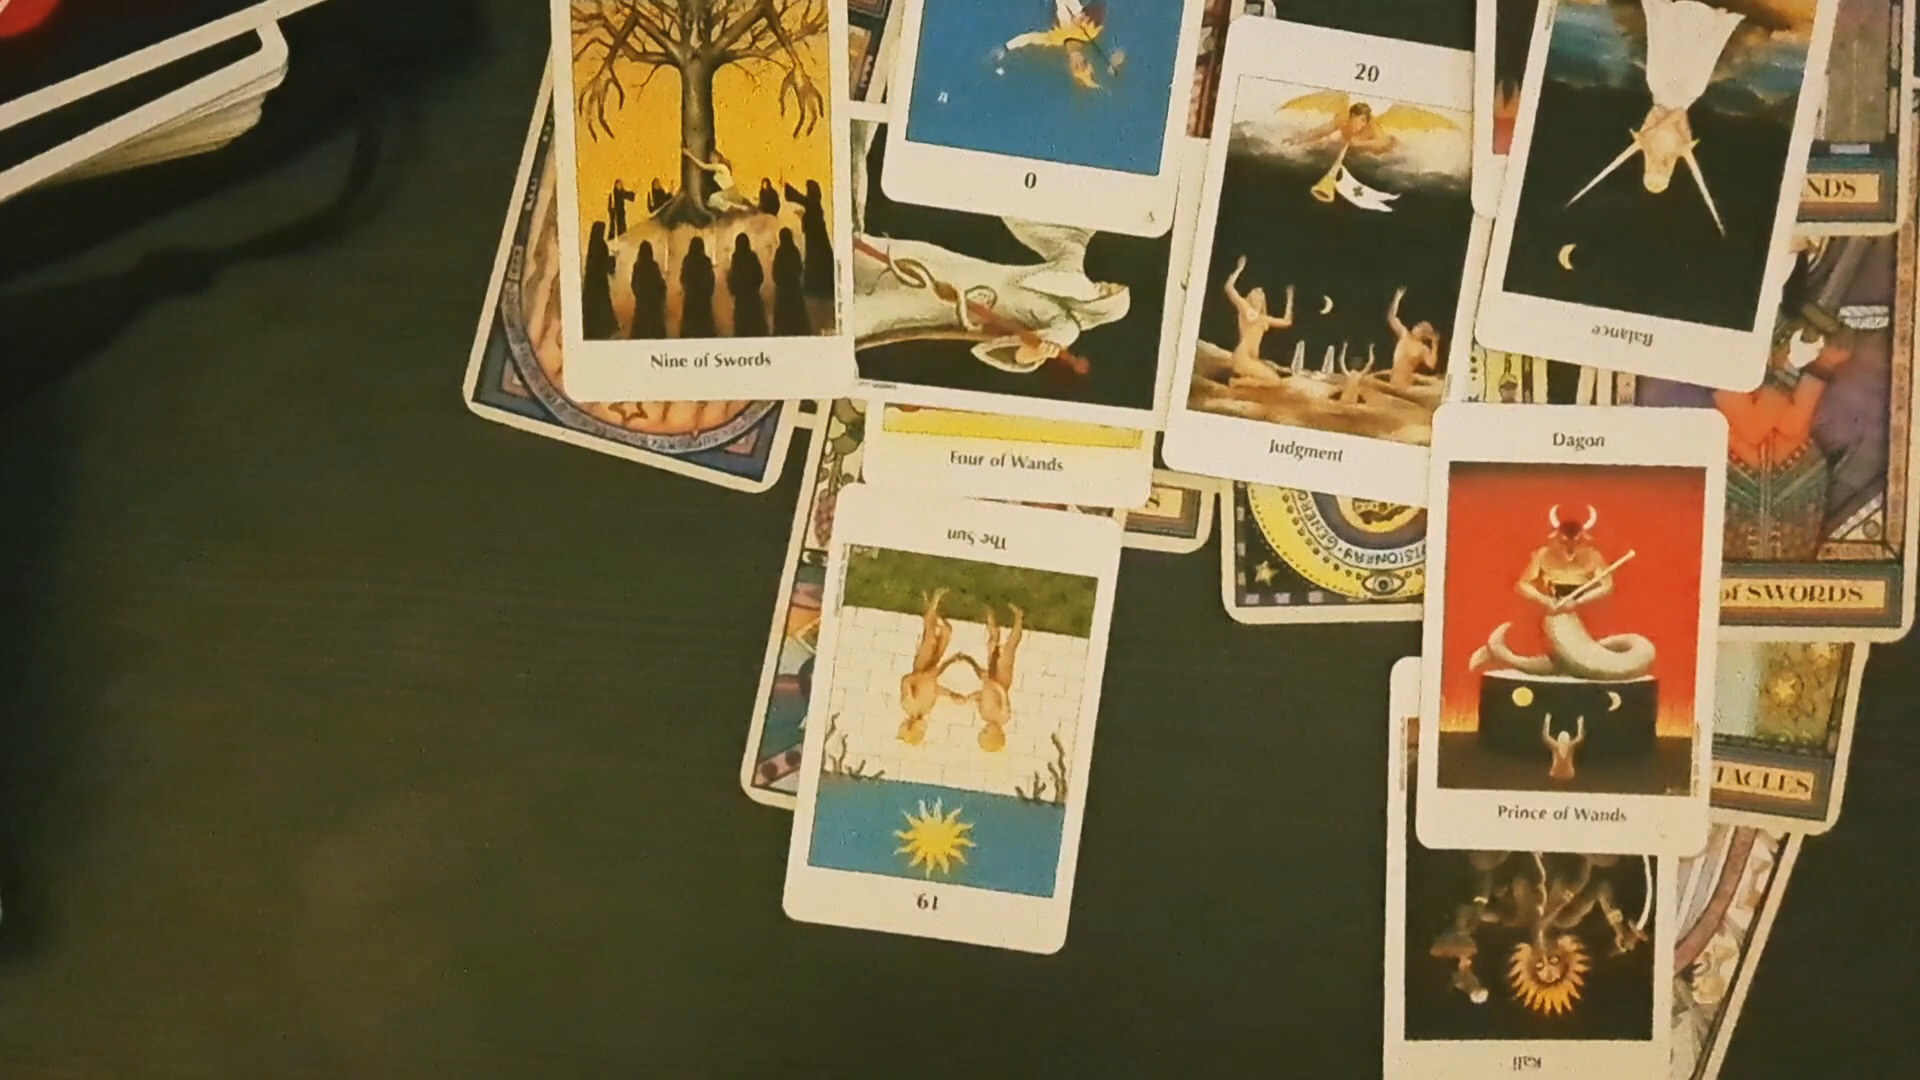 0
20
NDS
Balance
Nine of Swords
Dagon
Judgment
Four of Wands
The Sun
of SWORDS
TACLES
Prince of Wands
19
Kali